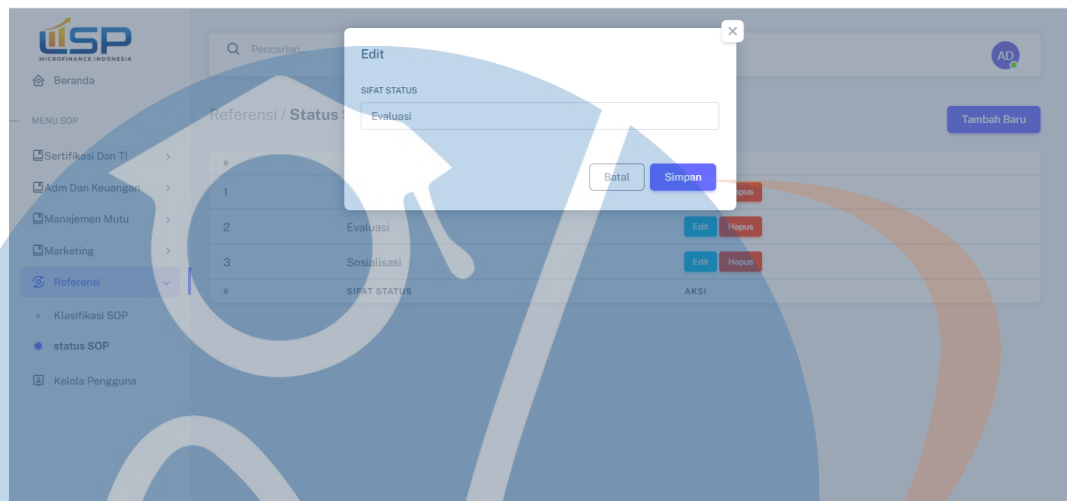 LSP
MICROFINANCE INDONESIA
Pencarian...
AD
Beranda
MENU SOP
Sertifikasi Dan TI
Adm Dan Keuangan
Manajemen Mutu
Marketing
Referensi
Klasifikasi SOP
status SOP
Kelola Pengguna
Referensi / Status
Tambah Baru
Edit
SIFAT STATUS
Evaluasi
Batal Simpan
#
1
2 Evaluasi Edit Hapus
3 Sosialisasi Edit Hapus
# SIFAT STATUS AKSI